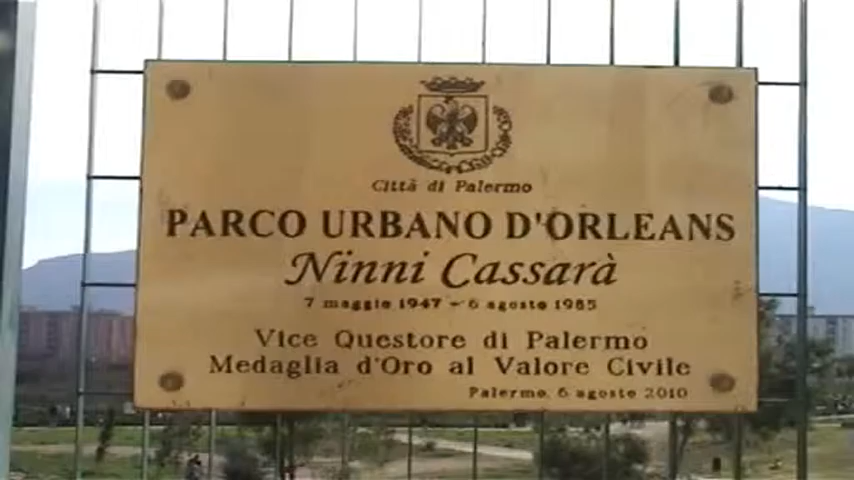 Città di Palermo
PARCO URBANO D'ORLEANS
Ninni Cassarà
7 maggio 1947 - 6 agosto 1985
Vice Questore di Palermo
Medaglia d'Oro al Valore Civile
Palermo, 6 agosto 2010